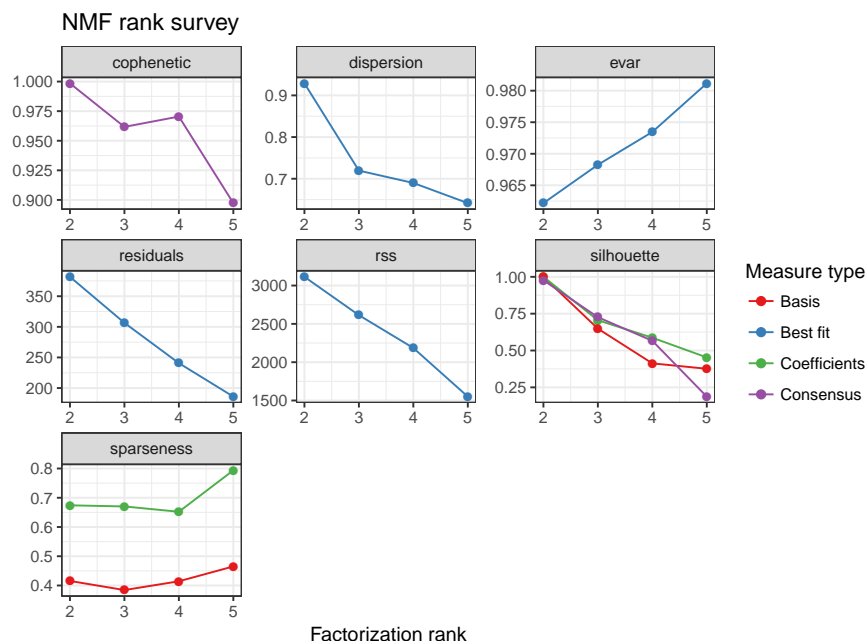 NMF rank survey
cophenetic
dispersion
evar
1.000
0.975
0.950
0.925
0.900
2 3 4 5
0.9
0.7
2 3 4 5
0.980
0.975
0.970
0.965
2 3 4 5
residuals
rss
silhouette
350
300
250
200
2 3 4 5
3000
2500
2000
1500
2 3 4 5
1.00
0.75
0.50
0.25
2 3 4 5
Measure type
Basis
Best fit
Coefficients
Consensus
sparseness
0.8
0.7
0.6
0.5
0.4
2 3 4 5
Factorization rank